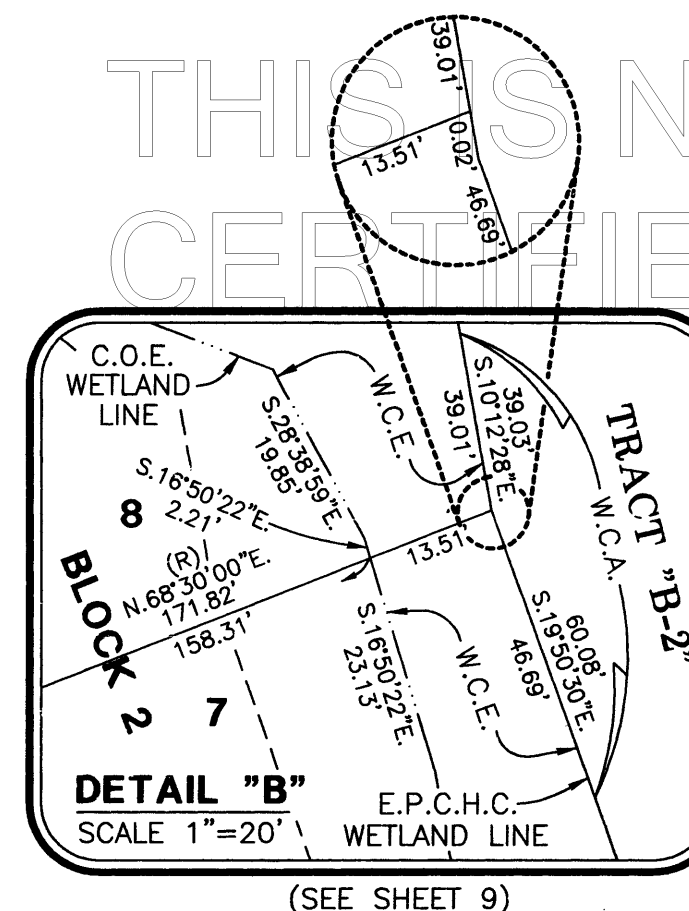 THIS IS N
CERTIFIE
39.01'
13.51'
0.02'
46.69'
C.O.E.
WETLAND
LINE
W.C.E.
S.28°38'59"E.
19.85'
39.01'
39.03'
S.10°12'28"E.
TRACT "B-2"
W.C.A.
S.16°50'22"E.
2.21'
8
(R)
N.68°30'00"E.
171.82'
158.31'
13.51'
BLOCK 2
7
S.16°50'22"E.
23.13'
W.C.E.
46.69'
60.08'
S.19°50'30"E.
DETAIL "B"
SCALE 1"=20'
E.P.C.H.C.
WETLAND LINE
(SEE SHEET 9)